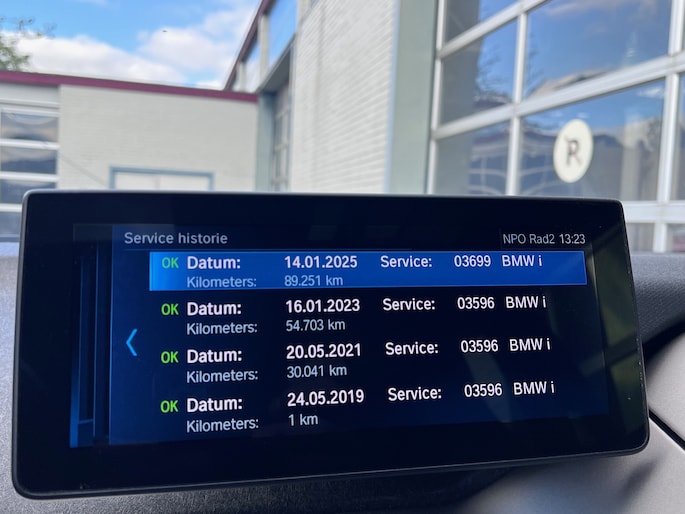 Service historie NPO Rad2 13:23
OK Datum: 14.01.2025 Service: 03699 BMW i
Kilometers: 89.251 km
OK Datum: 16.01.2023 Service: 03596 BMW i
Kilometers: 54.703 km
OK Datum: 20.05.2021 Service: 03596 BMW i
Kilometers: 30.041 km
OK Datum: 24.05.2019 Service: 03596 BMW i
Kilometers: 1 km
R